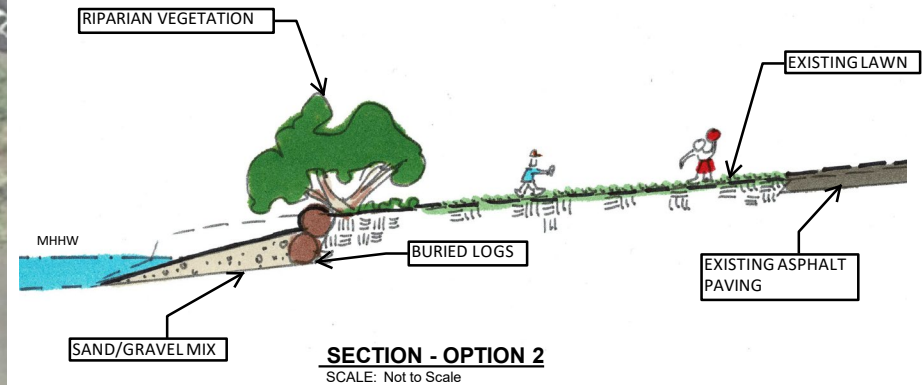 RIPARIAN VEGETATION
EXISTING LAWN
MHHW
BURIED LOGS
EXISTING ASPHALT
PAVING
SAND/GRAVEL MIX
SECTION - OPTION 2
SCALE: Not to Scale